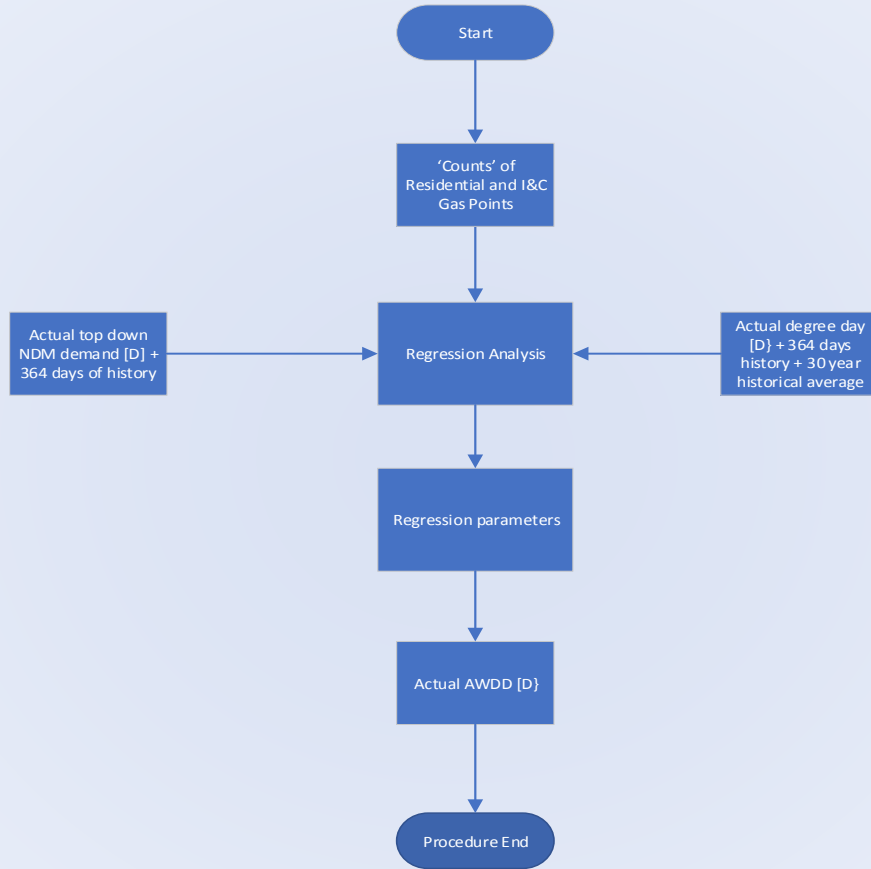 Start
‘Counts’ of
Residential and I&C
Gas Points
Actual top down
NDM demand [D] +
364 days of history
Regression Analysis
Actual degree day
[D} + 364 days
history + 30 year
historical average
Regression parameters
Actual AWDD [D}
Procedure End